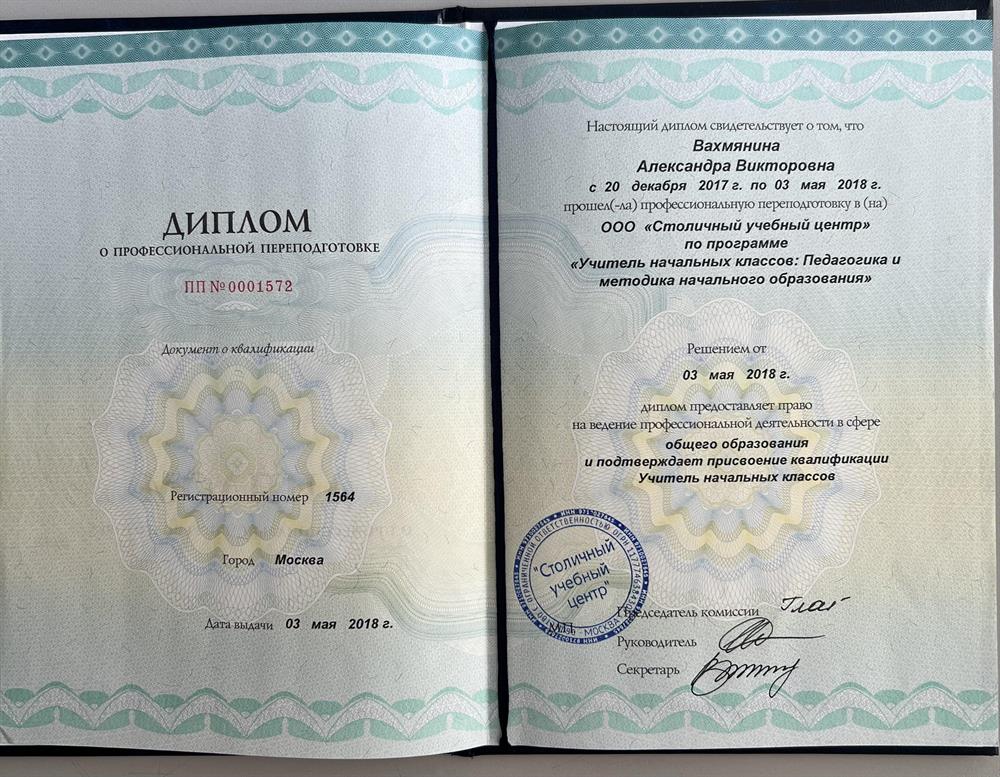 ДИПЛОМ
О ПРОФЕССИОНАЛЬНОЙ ПЕРЕПОДГОТОВКЕ
ПП №0001572
Документ о квалификации
Регистрационный номер 1564
Город Москва
Дата выдачи 03 мая 2018 г.
Настоящий диплом свидетельствует о том, что
Вахмянина
Александра Викторовна
с 20 декабря 2017 г. по 03 мая 2018 г.
прошел(-ла) профессиональную переподготовку в (на)
ООО «Столичный учебный центр»
по программе
«Учитель начальных классов: Педагогика и
методика начального образования»
Решением от
03 мая 2018 г.
диплом предоставляет право
на ведение профессиональной деятельности в сфере
общего образования
и подтверждает присвоение квалификации
Учитель начальных классов
"Столичный
учебный
центр"
МОСКВА
М.П.
Председатель комиссии
Руководитель
Секретарь